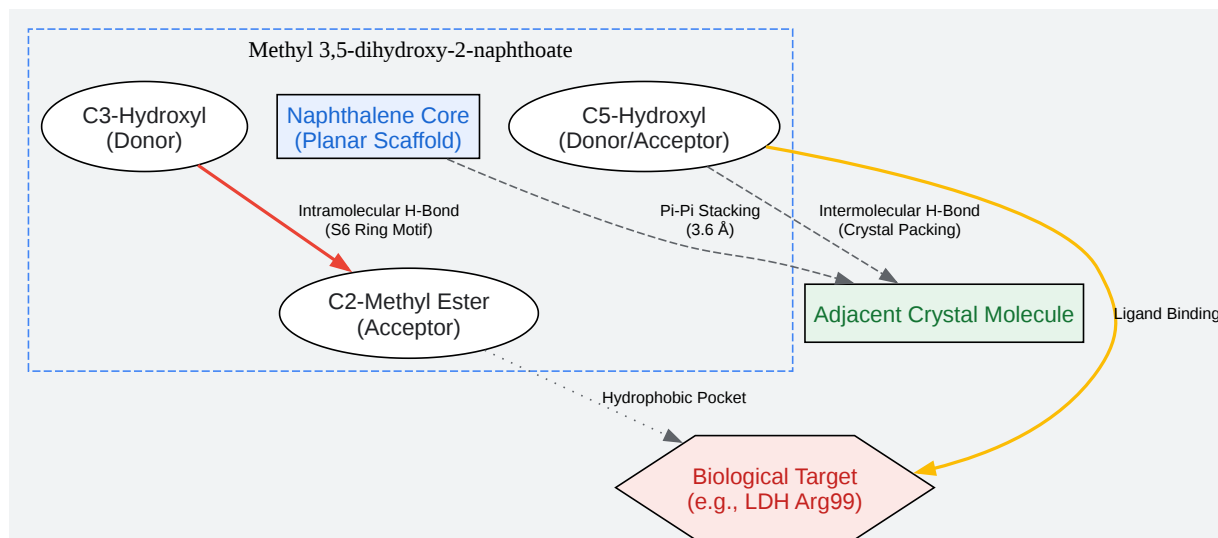 Methyl 3,5-dihydroxy-2-naphthoate
C3-Hydroxyl
(Donor)
Naphthalene Core
(Planar Scaffold)
C5-Hydroxyl
(Donor/Acceptor)
Intramolecular H-Bond
(S6 Ring Motif)
Pi-Pi Stacking
(3.6 Å)
Intermolecular H-Bond
(Crystal Packing)
C2-Methyl Ester
(Acceptor)
Adjacent Crystal Molecule
Ligand Binding
Hydrophobic Pocket
Biological Target
(e.g., LDH Arg99)